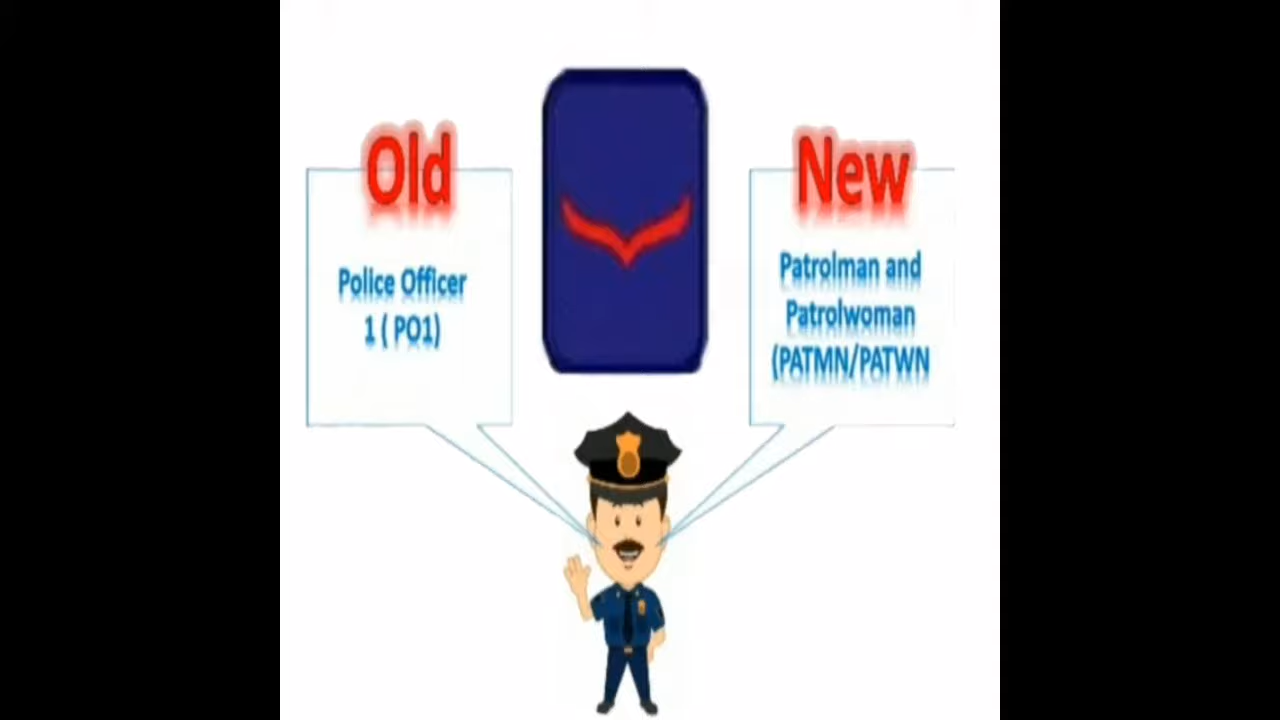 Old
Police Officer
1 ( PO1)
New
Patrolman and
Patrolwoman
(PATMN/PATWN